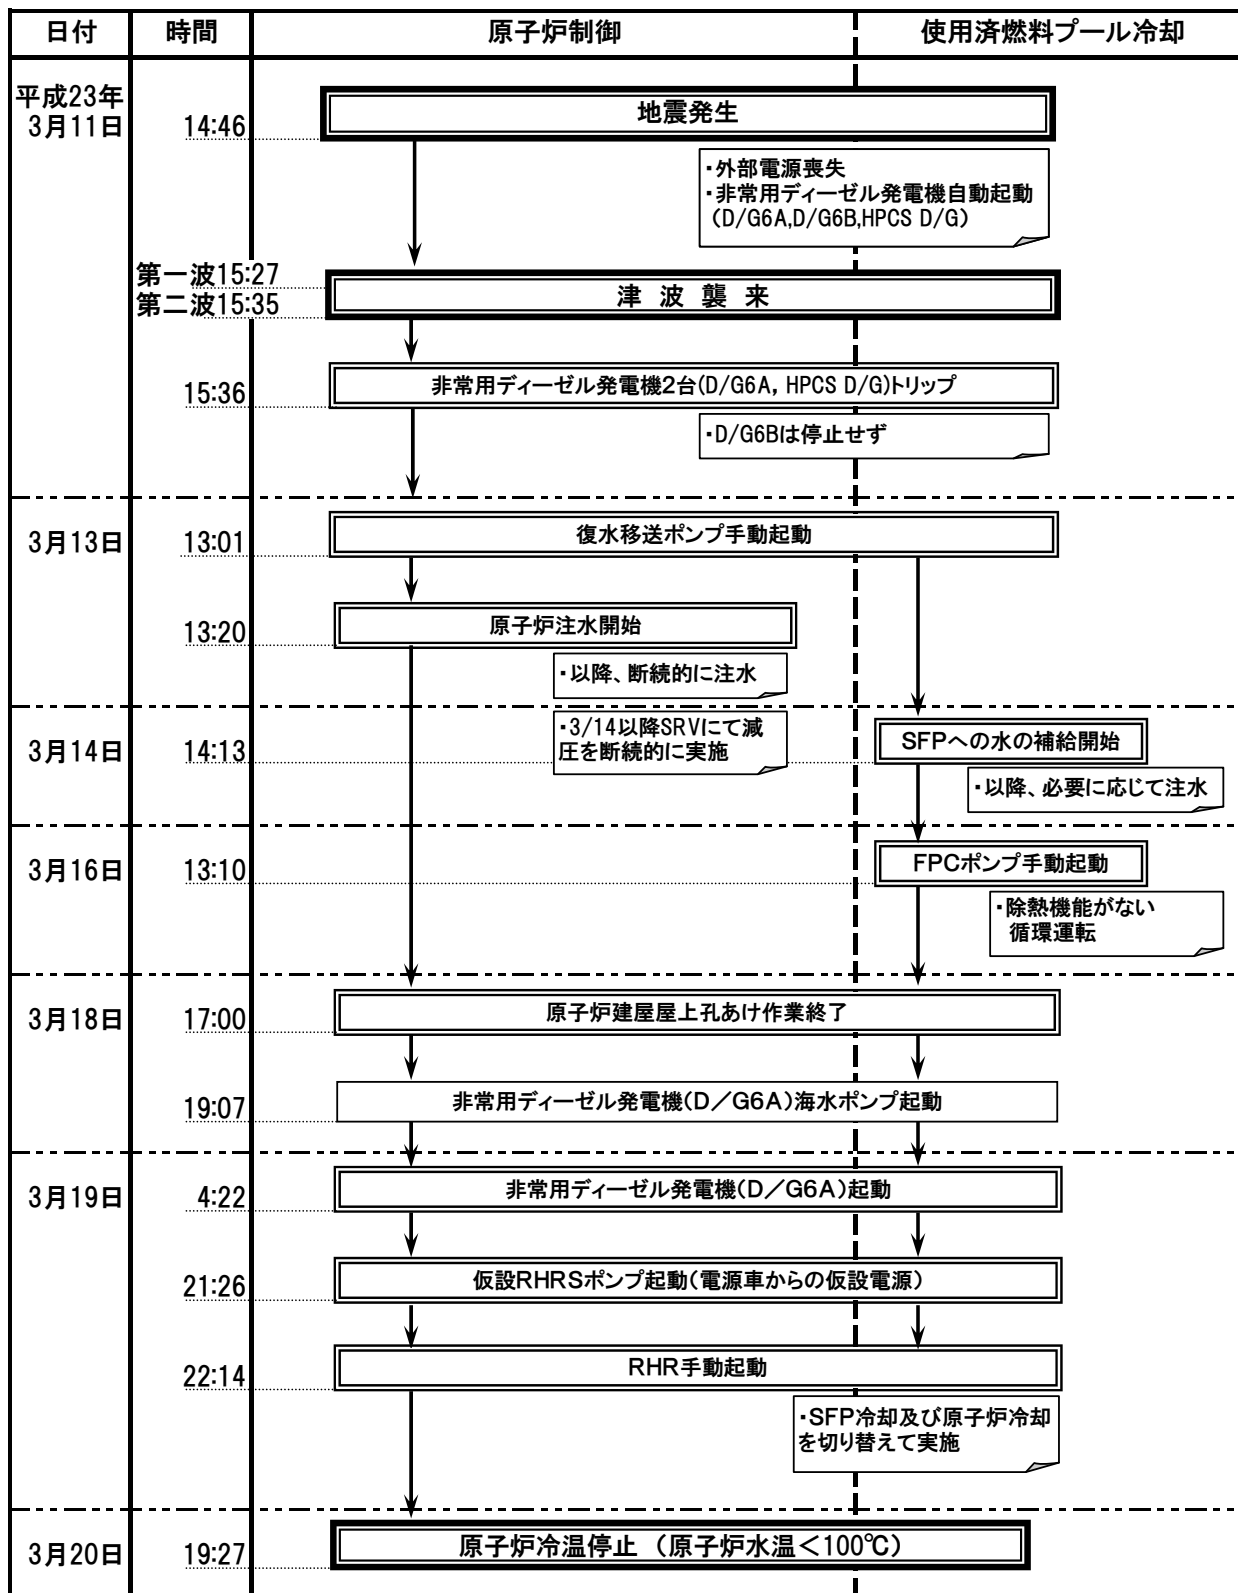 日付 時間 原子炉制御 使用済燃料プール冷却
平成23年
3月11日 14:46 地震発生
・外部電源喪失
・非常用ディーゼル発電機自動起動
(D/G6A,D/G6B,HPCS D/G)
第一波15:27
第二波15:35
津 波 襲 来
15:36 非常用ディーゼル発電機2台(D/G6A, HPCS D/G)トリップ
・D/G6Bは停止せず
3月13日 13:01 復水移送ポンプ手動起動
13:20 原子炉注水開始
・以降、断続的に注水
・3/14以降SRVにて減
圧を断続的に実施
3月14日 14:13 SFPへの水の補給開始
・以降、必要に応じて注水
3月16日 13:10 FPCポンプ手動起動
・除熱機能がない
循環運転
3月18日 17:00 原子炉建屋屋上孔あけ作業終了
19:07 非常用ディーゼル発電機(D/G6A)海水ポンプ起動
3月19日 4:22 非常用ディーゼル発電機(D/G6A)起動
21:26 仮設RHRSポンプ起動(電源車からの仮設電源)
22:14 RHR手動起動
・SFP冷却及び原子炉冷却
を切り替えて実施
3月20日 19:27 原子炉冷温停止 (原子炉水温<100℃)